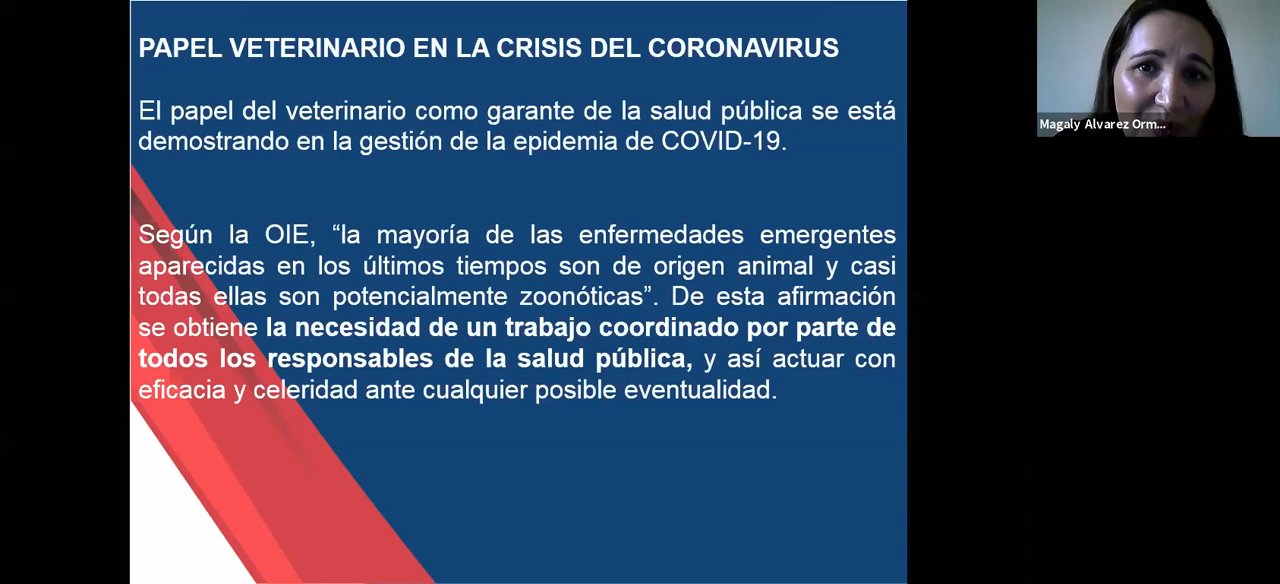 PAPEL VETERINARIO EN LA CRISIS DEL CORONAVIRUS
El papel del veterinario como garante de la salud pública se está
demostrando en la gestión de la epidemia de COVID-19.
Según la OIE, “la mayoría de las enfermedades emergentes
aparecidas en los últimos tiempos son de origen animal y casi
todas ellas son potencialmente zoonóticas”. De esta afirmación
se obtiene la necesidad de un trabajo coordinado por parte de
todos los responsables de la salud pública, y así actuar con
eficacia y celeridad ante cualquier posible eventualidad.
Magaly Alvarez Orm...